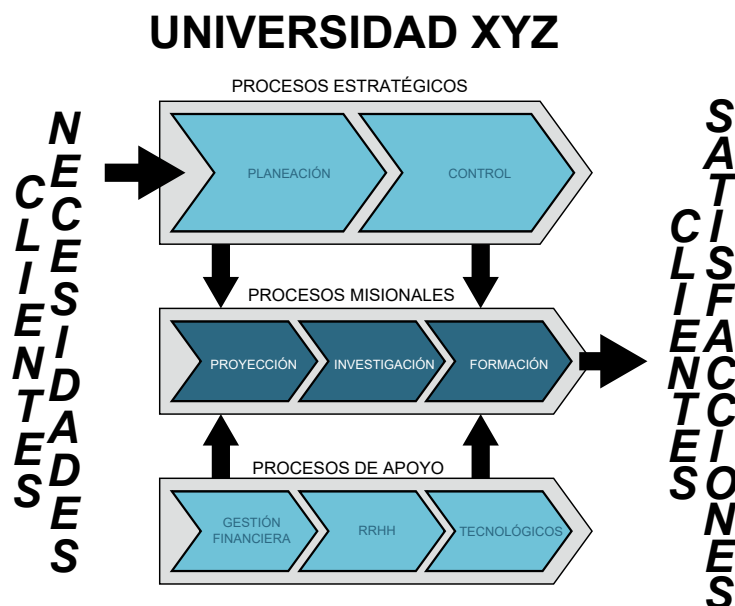 UNIVERSIDAD XYZ
PROCESOS ESTRATÉGICOS
NECESIDADES
CLIENTES
PLANEACIÓN
CONTROL
PROCESOS MISIONALES
PROYECCIÓN
INVESTIGACIÓN
FORMACIÓN
PROCESOS DE APOYO
GESTIÓN
FINANCIERA
RRHH
TECNOLÓGICOS
CLIENTES
SATISFACCIONES